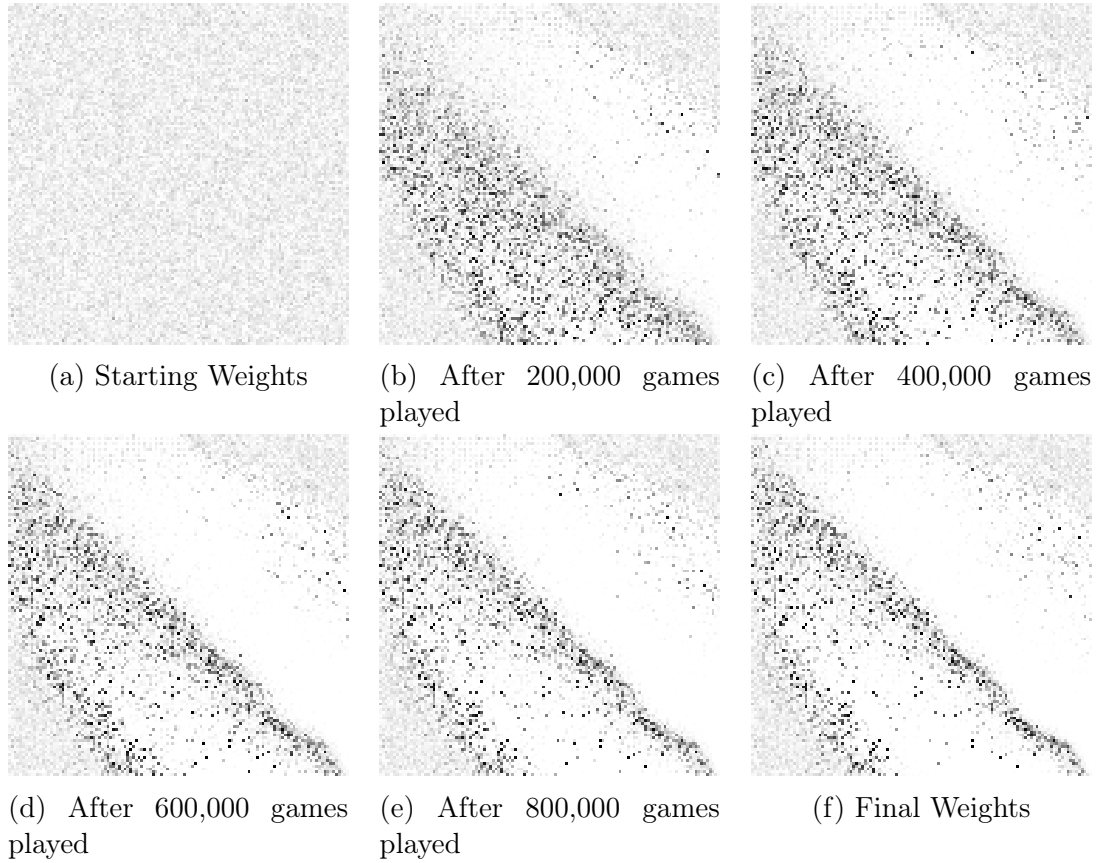 (a) Starting Weights
(b) After 200,000 games
played
(c) After 400,000 games
played
(d) After 600,000 games
played
(e) After 800,000 games
played
(f) Final Weights